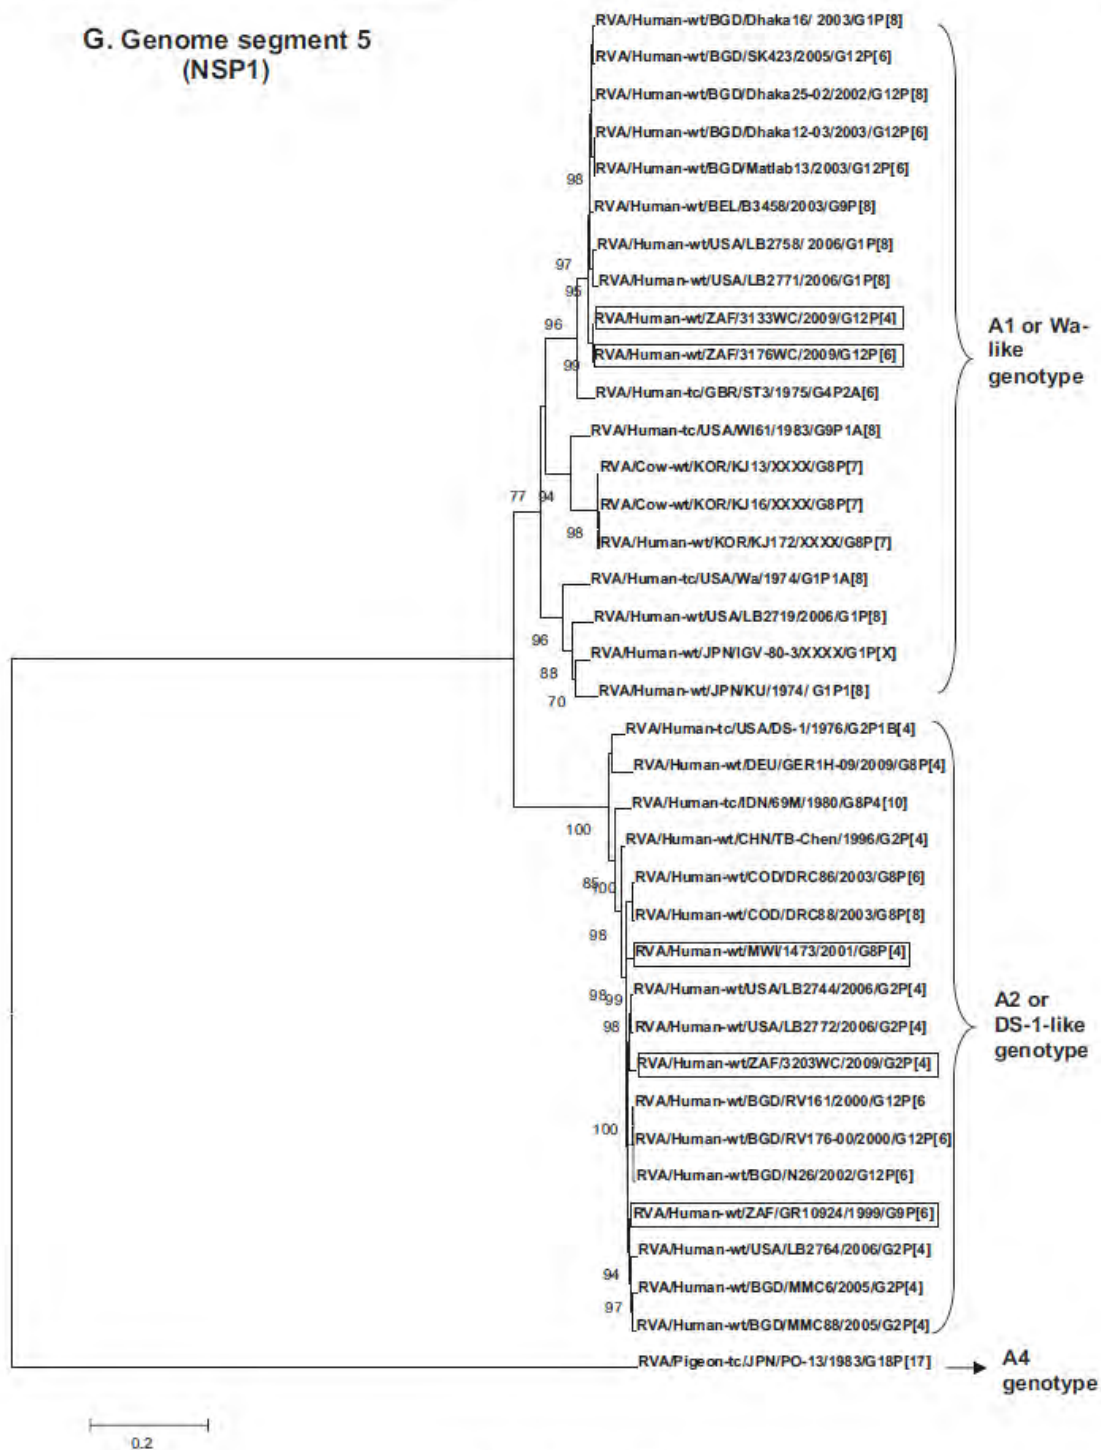 G. Genome segment 5
(NSP1)
RVA/Human-wt/BGD/Dhaka16/ 2003/G1P[8]
RVA/Human-wt/BGD/SK423/2005/G12P[6]
RVA/Human-wt/BGD/Dhaka25-02/2002/G12P[8]
RVA/Human-wt/BGD/Dhaka12-03/2003/G12P[6]
RVA/Human-wt/BGD/Matlab13/2003/G12P[6]
98
RVA/Human-wt/BEL/B3458/2003/G9P[8]
RVA/Human-wt/USA/LB2758/ 2006/G1P[8]
97
RVA/Human-wt/USA/LB2771/2006/G1P[8]
95
RVA/Human-wt/ZAF/3133WC/2009/G12P[4]
96
RVA/Human-wt/ZAF/3176WC/2009/G12P[6]
99
RVA/Human-tc/GBR/ST3/1975/G4P2A[6]
RVA/Human-tc/USA/WI61/1983/G9P1A[8]
RVA/Cow-wt/KOR/KJ13/XXXX/G8P[7]
77
94
RVA/Cow-wt/KOR/KJ16/XXXX/G8P[7]
98
RVA/Human-wt/KOR/KJ172/XXXX/G8P[7]
RVA/Human-tc/USA/Wa/1974/G1P1A[8]
RVA/Human-wt/USA/LB2719/2006/G1P[8]
96
RVA/Human-wt/JPN/IGV-80-3/XXXX/G1P[X]
88
RVA/Human-wt/JPN/KU/1974/ G1P1[8]
70
A1 or Wa-
like
genotype
RVA/Human-tc/USA/DS-1/1976/G2P1B[4]
RVA/Human-wt/DEU/GER1H-09/2009/G8P[4]
RVA/Human-tc/IDN/69M/1980/G8P4[10]
100
RVA/Human-wt/CHN/TB-Chen/1996/G2P[4]
RVA/Human-wt/COD/DRC86/2003/G8P[6]
85
100
RVA/Human-wt/COD/DRC88/2003/G8P[8]
98
RVA/Human-wt/MWI/1473/2001/G8P[4]
RVA/Human-wt/USA/LB2744/2006/G2P[4]
98
99
RVA/Human-wt/USA/LB2772/2006/G2P[4]
98
RVA/Human-wt/ZAF/3203WC/2009/G2P[4]
RVA/Human-wt/BGD/RV161/2000/G12P[6
100
RVA/Human-wt/BGD/RV176-00/2000/G12P[6]
RVA/Human-wt/BGD/N26/2002/G12P[6]
RVA/Human-wt/ZAF/GR10924/1999/G9P[6]
RVA/Human-wt/USA/LB2764/2006/G2P[4]
94
RVA/Human-wt/BGD/MMC6/2005/G2P[4]
97
RVA/Human-wt/BGD/MMC88/2005/G2P[4]
A2 or
DS-1-like
genotype
RVA/Pigeon-tc/JPN/PO-13/1983/G18P[17]
A4
genotype
0.2